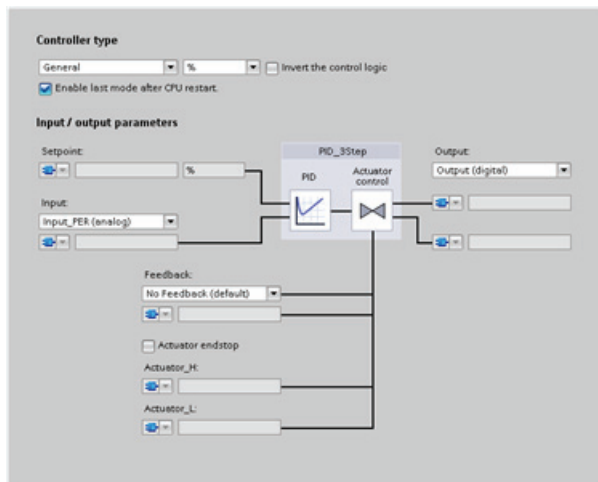 Controller type
General % Invert the control logic
Enable last mode after CPU restart.
Input / output parameters
Setpoint: PID_3Step Output:
% PID Actuator control Output (digital)
Input:
Input_PER (analog)
Feedback:
No Feedback (default)
Actuator endstop
Actuator_H:
Actuator_L: